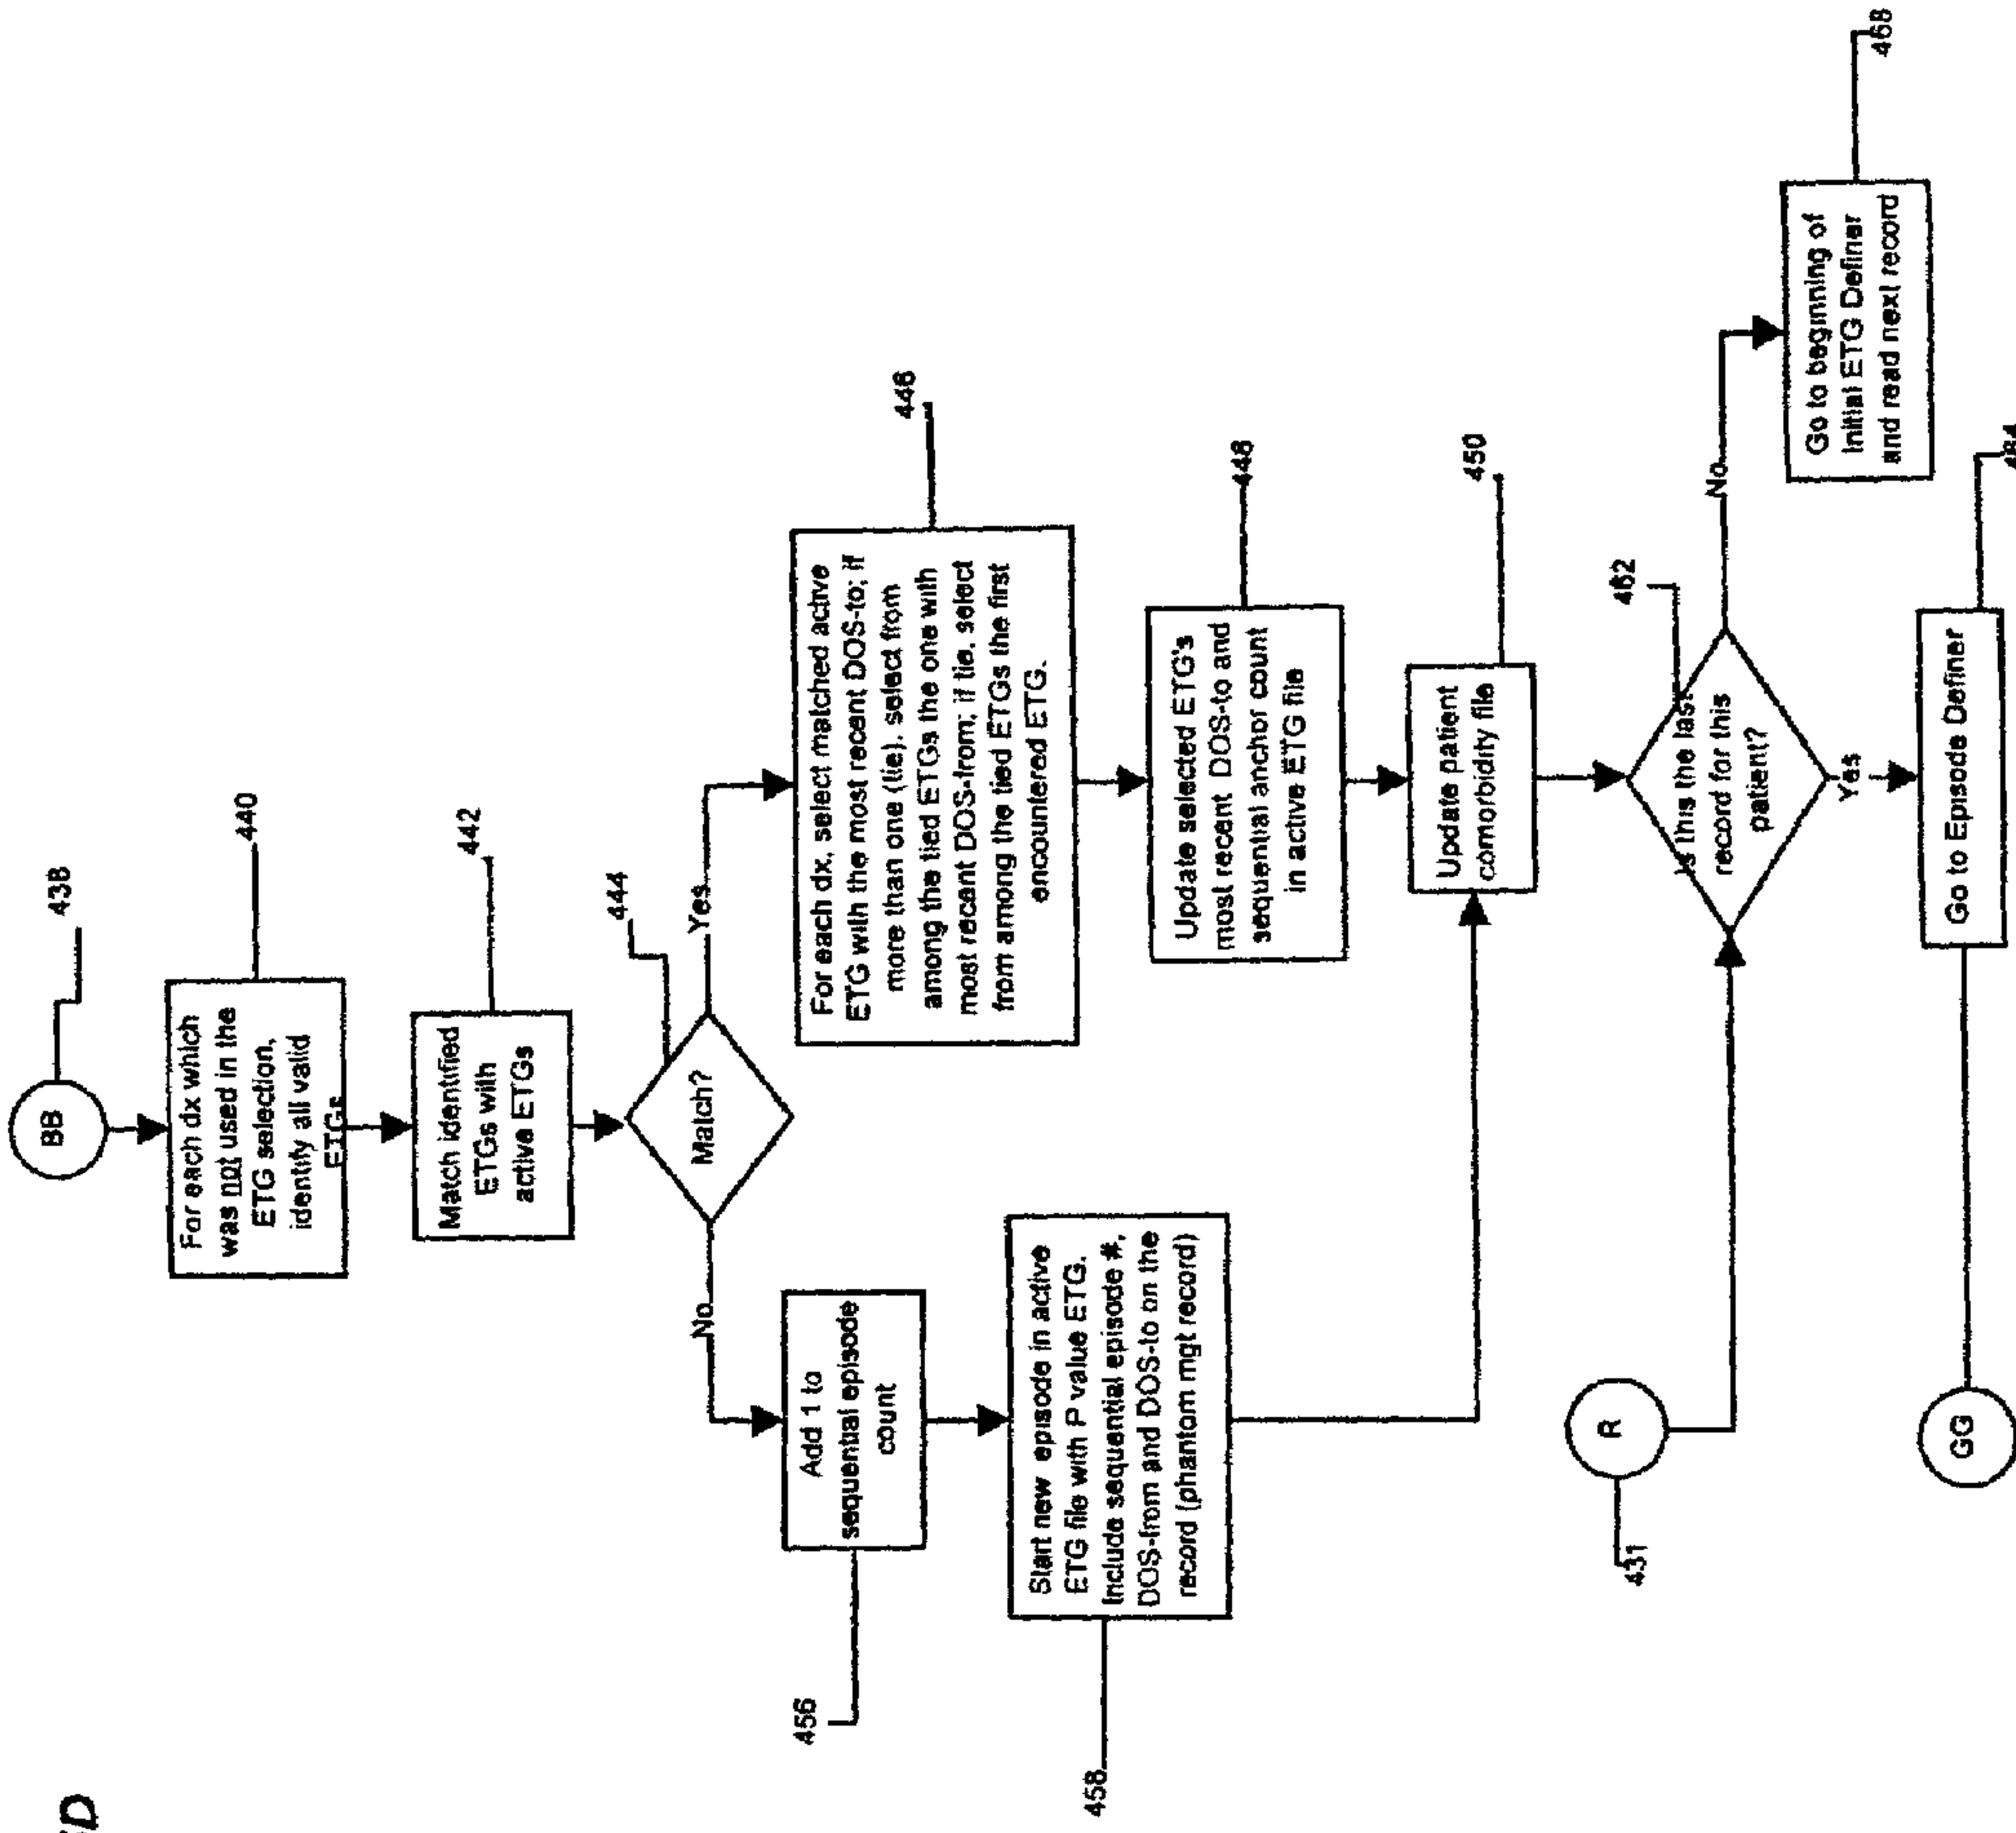 BB
438
For each dx which
was not used in the
ETG selection,
identify all valid
ETGs
440
Match identified
ETGs with
active ETGs
442
Match?
444
No
Yes
Add 1 to
sequential episode
count
456
Start new episode in active
ETG file with P value ETG.
Include sequential episode #,
DOS-from and DOS-to on the
record (phantom mgt record)
458
For each dx, select matched active
ETG with the most recent DOS-to; if
more than one (tie), select from
among the tied ETGs the one with
most recent DOS-from; if tie, select
from among the tied ETGs the first
encountered ETG.
446
Update selected ETG's
most recent DOS-to and
sequential anchor count
in active ETG file
448
Update patient
comorbidity file
450
R
431
Is this the last
record for this
patient?
462
No
Yes
Go to beginning of
Initial ETG Definer
and read next record
468
GG
Go to Episode Definer
464